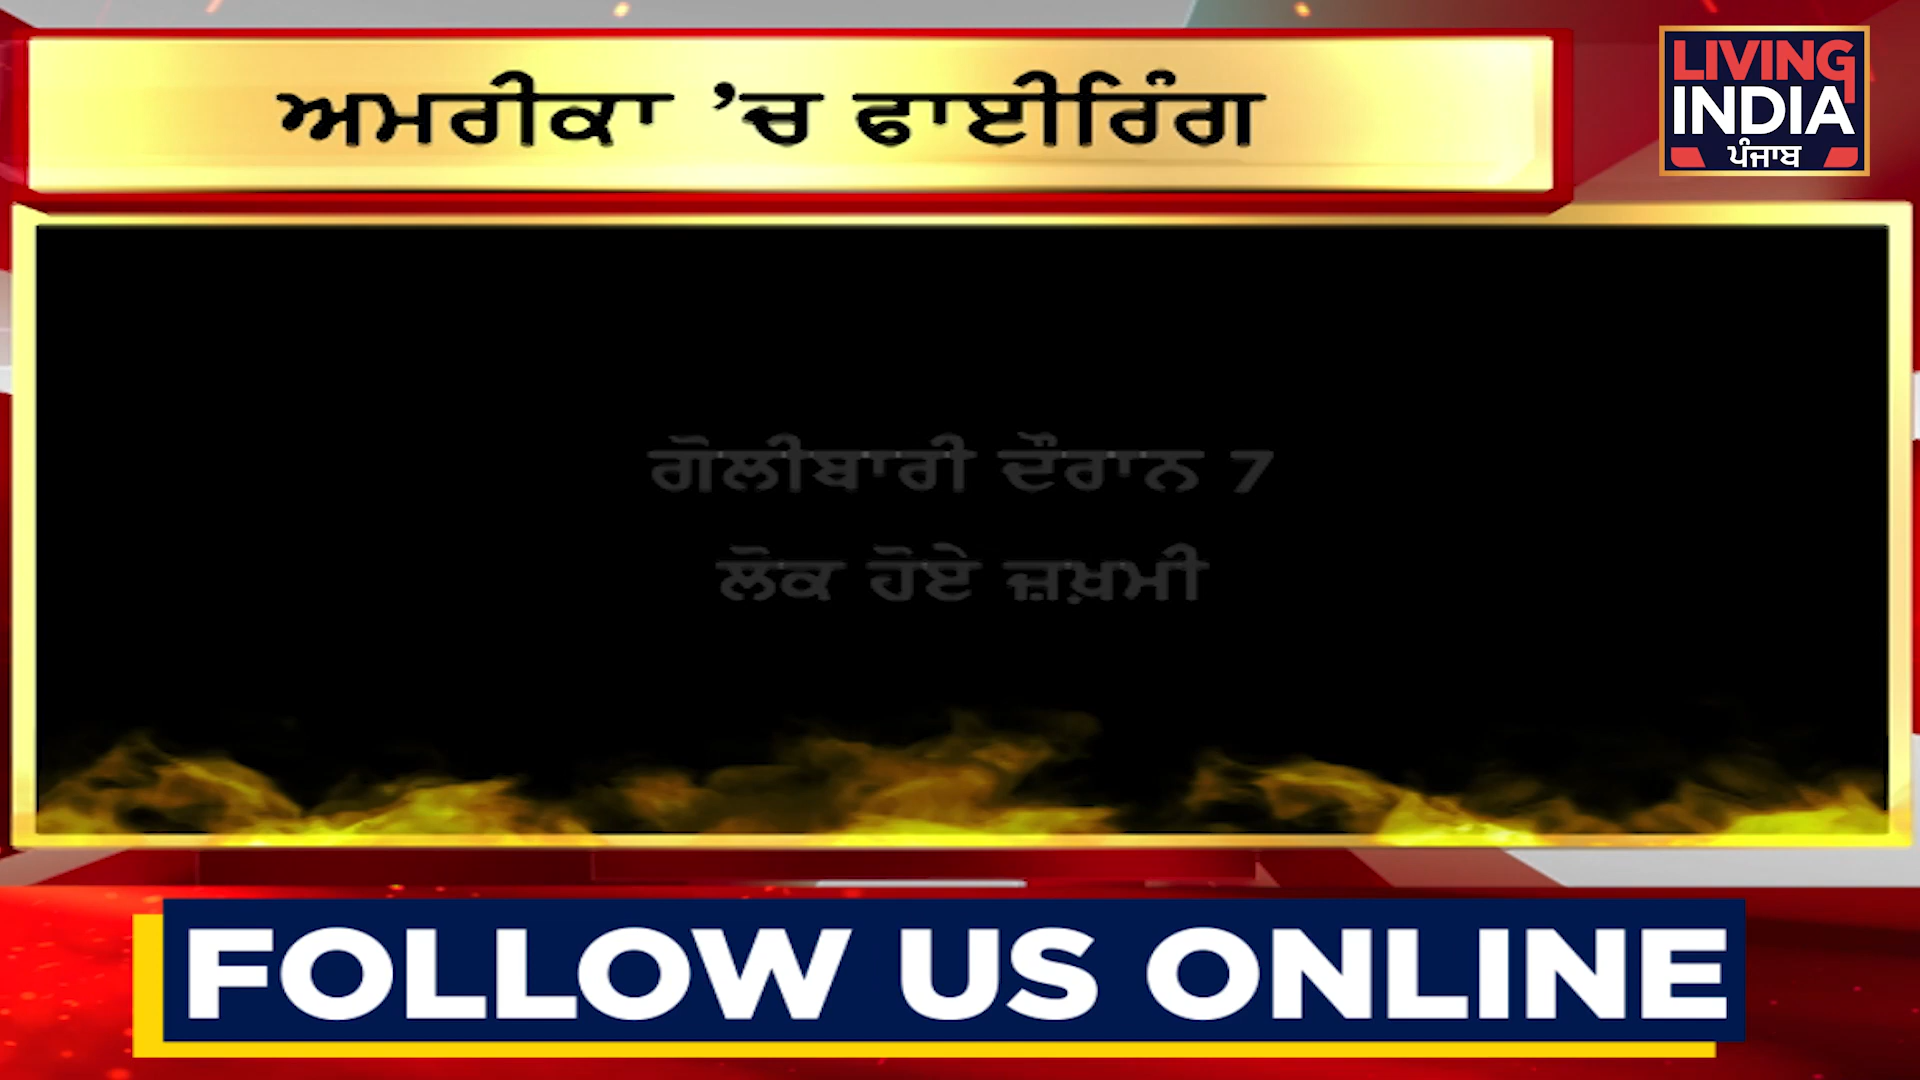 ਅਮਰੀਕਾ ’ਚ ਫਾਈਰਿੰਗ
LIVING
INDIA
ਪੰਜਾਬ
ਗੋਲੀਬਾਰੀ ਦੌਰਾਨ 7
ਲੋਕ ਹੋਏ ਜ਼ਖ਼ਮੀ
FOLLOW US ONLINE